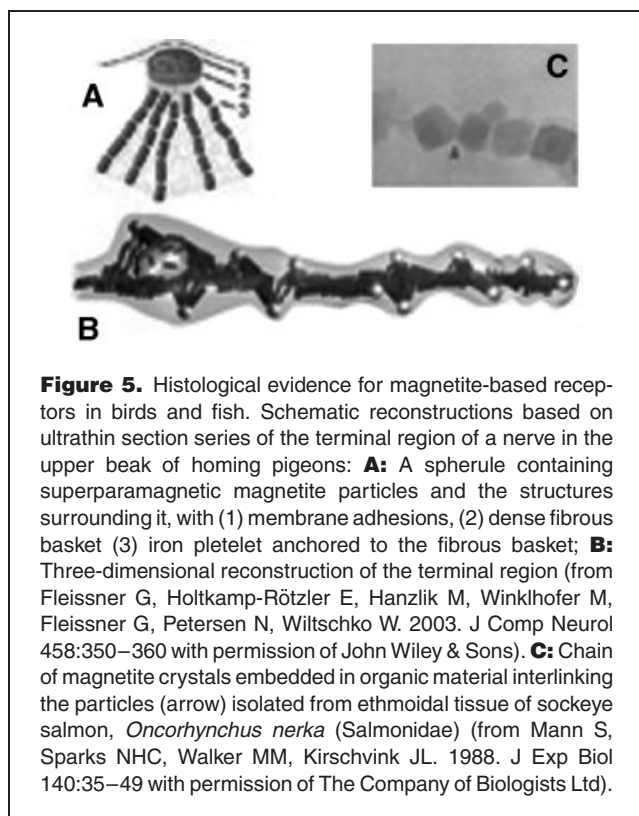 A
1
2
3
C
B
Figure 5. Histological evidence for magnetite-based recep-
tors in birds and fish. Schematic reconstructions based on
ultrathin section series of the terminal region of a nerve in the
upper beak of homing pigeons: A: A spherule containing
superparamagnetic magnetite particles and the structures
surrounding it, with (1) membrane adhesions, (2) dense fibrous
basket (3) iron pletelet anchored to the fibrous basket; B:
Three-dimensional reconstruction of the terminal region (from
Fleissner G, Holtkamp-Rötzler E, Hanzlik M, Winklhofer M,
Fleissner G, Petersen N, Wiltschko W. 2003. J Comp Neurol
458:350–360 with permission of John Wiley & Sons). C: Chain
of magnetite crystals embedded in organic material interlinking
the particles (arrow) isolated from ethmoidal tissue of sockeye
salmon, Oncorhynchus nerka (Salmonidae) (from Mann S,
Sparks NHC, Walker MM, Kirschvink JL. 1988. J Exp Biol
140:35–49 with permission of The Company of Biologists Ltd).